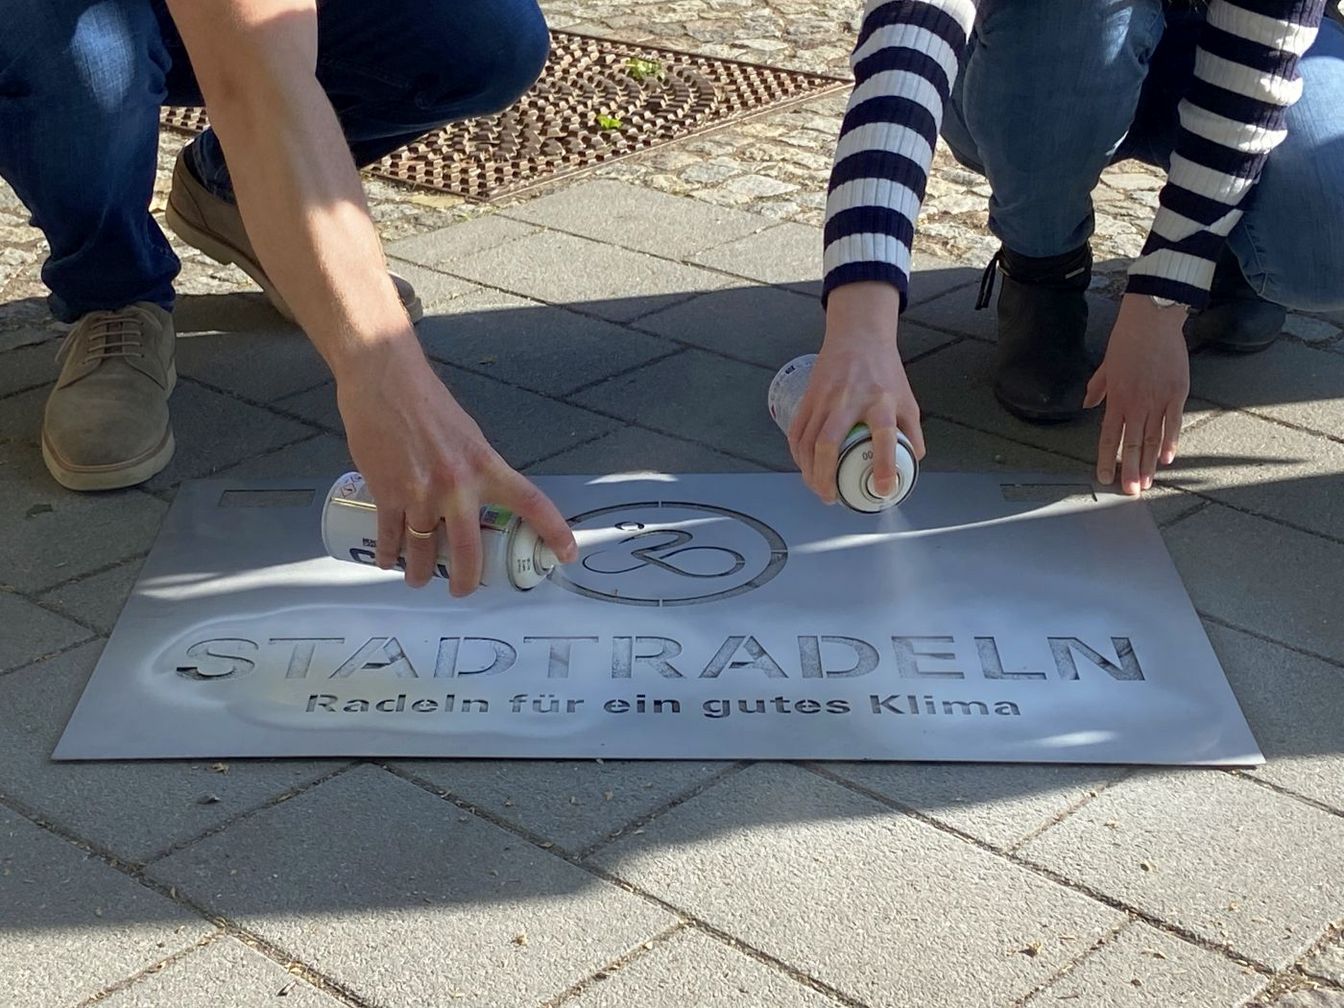 STADTRADELN
Radeln für ein gutes Klima